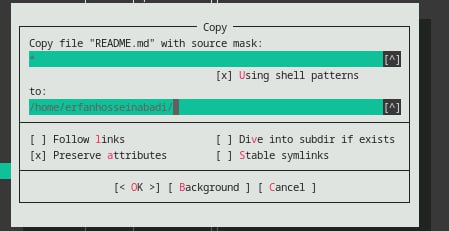 Copy
Copy file "README.md" with source mask:
* [^]
[x] Using shell patterns
to:
/home/erfanhosseinabadi/ [^]
[ ] Follow links [ ] Dive into subdir if exists
[x] Preserve attributes [ ] Stable symlinks
[< OK >] [ Background ] [ Cancel ]